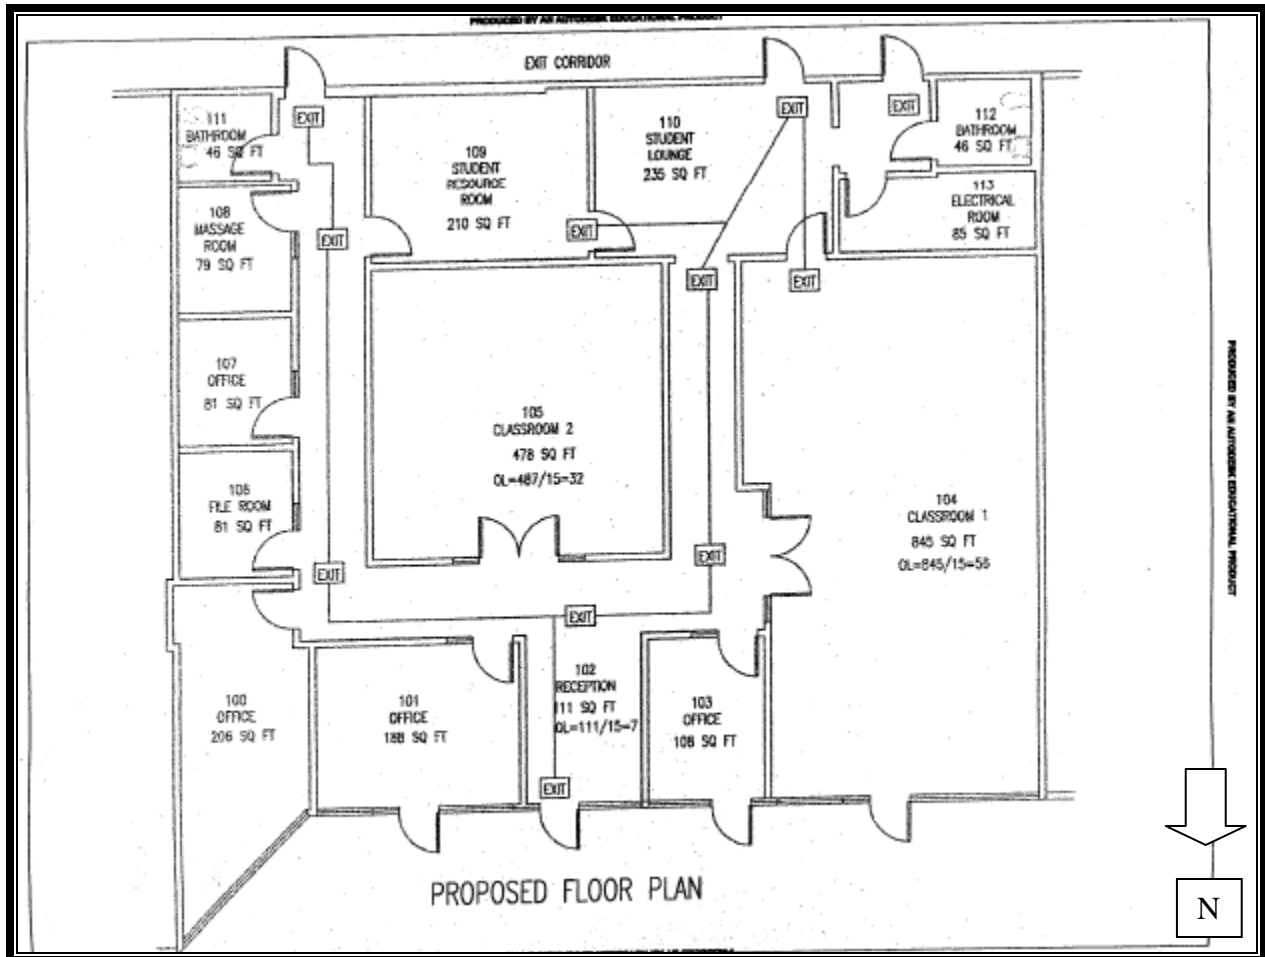 PRODUCED BY AN AUTODESK EDUCATIONAL PRODUCT
EXIT CORRIDOR
EXIT
EXIT
EXIT
111
BATHROOM
46 SQ FT
109
STUDENT
RESOURCE
ROOM
210 SQ FT
110
STUDENT
LOUNGE
235 SQ FT
112
BATHROOM
46 SQ FT
108
MASSAGE
ROOM
79 SQ FT
EXIT
EXIT
113
ELECTRICAL
ROOM
85 SQ FT
EXIT
EXIT
107
OFFICE
81 SQ FT
105
CLASSROOM 2
478 SQ FT
OL=487/15=32
106
FILE ROOM
81 SQ FT
104
CLASSROOM 1
845 SQ FT
OL=845/15=56
EXIT
EXIT
EXIT
100
OFFICE
206 SQ FT
101
OFFICE
188 SQ FT
102
RECEPTION
111 SQ FT
OL=111/15=7
103
OFFICE
108 SQ FT
EXIT
PROPOSED FLOOR PLAN
N
PRODUCED BY AN AUTODESK EDUCATIONAL PRODUCT